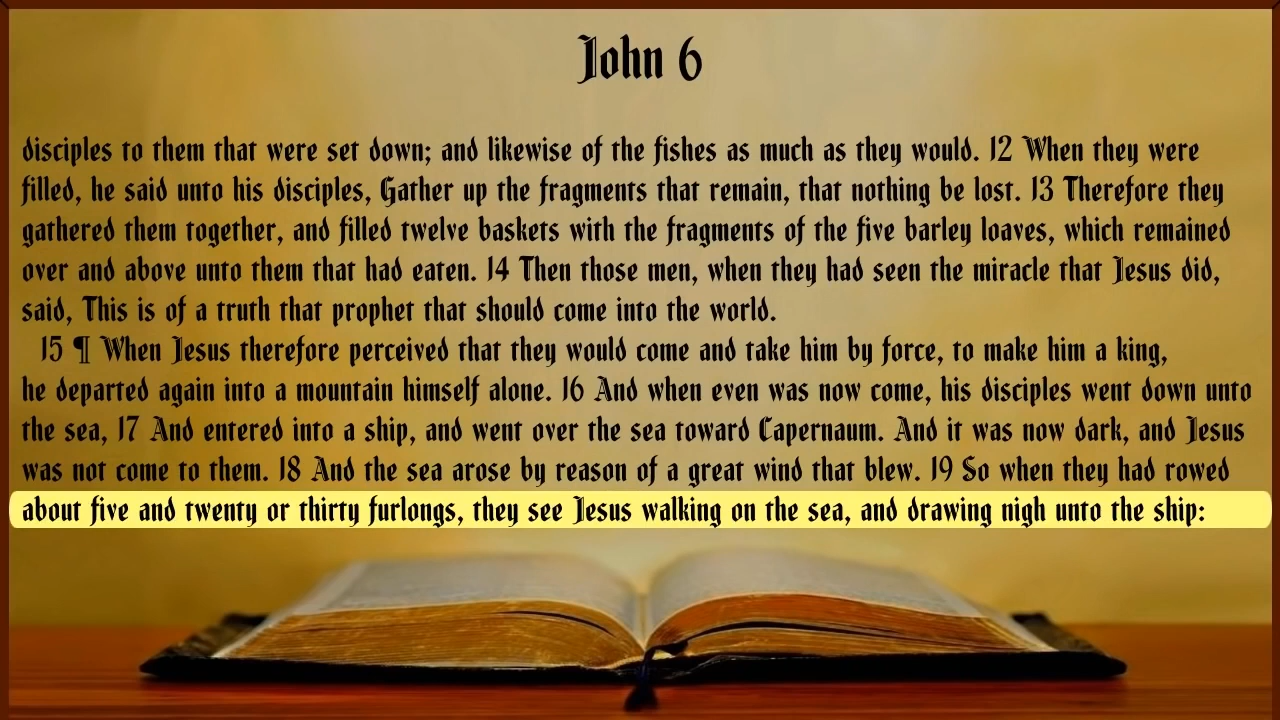 John 6
disciples to them that were set down; and likewise of the fishes as much as they would. 12 When they were
filled, he said unto his disciples, Gather up the fragments that remain, that nothing be lost. 13 Therefore they
gathered them together, and filled twelve baskets with the fragments of the five barley loaves, which remained
over and above unto them that had eaten. 14 Then those men, when they had seen the miracle that Jesus did,
said, This is of a truth that prophet that should come into the world.
15 ¶ When Jesus therefore perceived that they would come and take him by force, to make him a king,
he departed again into a mountain himself alone. 16 And when even was now come, his disciples went down unto
the sea, 17 And entered into a ship, and went over the sea toward Capernaum. And it was now dark, and Jesus
was not come to them. 18 And the sea arose by reason of a great wind that blew. 19 So when they had rowed
about five and twenty or thirty furlongs, they see Jesus walking on the sea, and drawing nigh unto the ship: